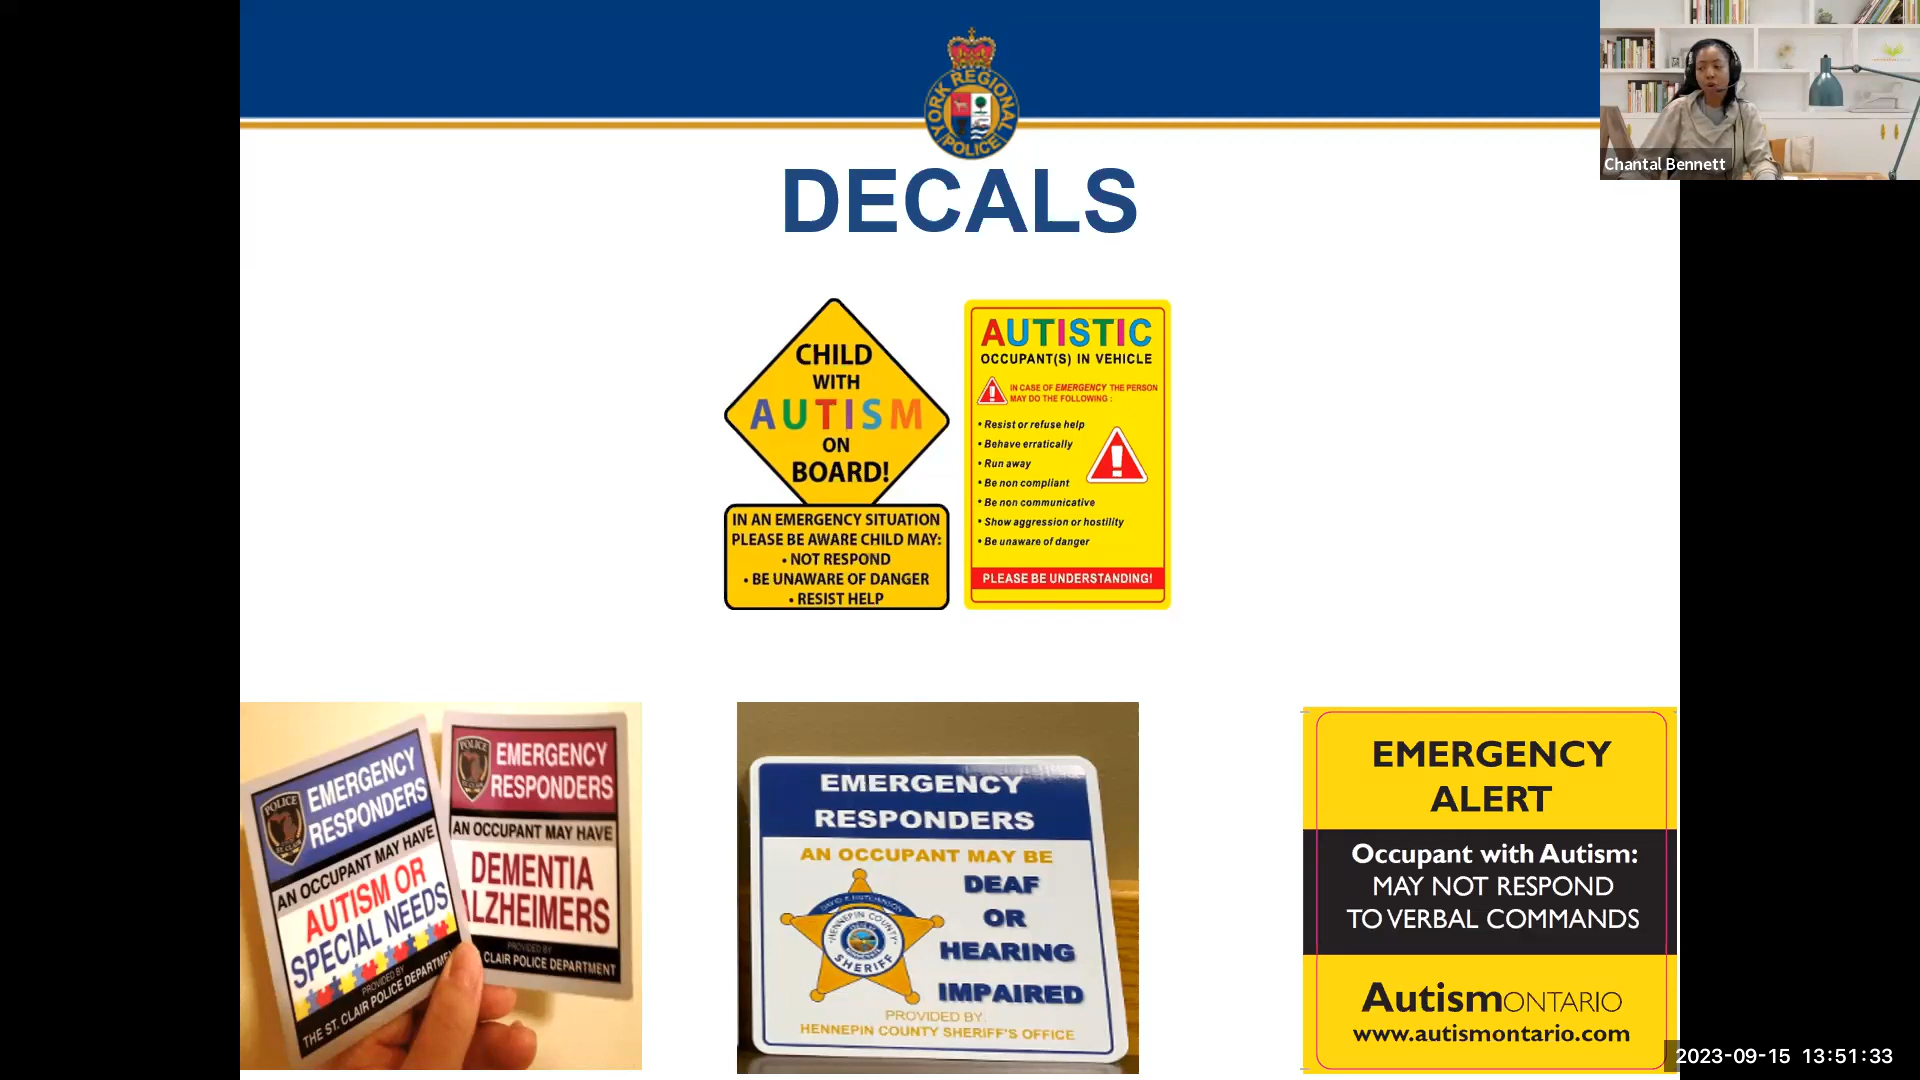 YORK REGIONAL
POLICE
Chantal Bennett
DECALS
CHILD
WITH
AUTISM
ON
BOARD!
IN AN EMERGENCY SITUATION
PLEASE BE AWARE CHILD MAY:
• NOT RESPOND
• BE UNAWARE OF DANGER
• RESIST HELP
AUTISTIC
OCCUPANT(S) IN VEHICLE
IN CASE OF EMERGENCY THE PERSON
MAY DO THE FOLLOWING :
• Resist or refuse help
• Behave erratically
• Run away
• Be non compliant
• Be non communicative
• Show aggression or hostility
• Be unaware of danger
PLEASE BE UNDERSTANDING!
POLICE
ST. CLAIR
EMERGENCY
RESPONDERS
AN OCCUPANT MAY HAVE
AUTISM OR
SPECIAL NEEDS
PROVIDED BY
THE ST. CLAIR POLICE DEPARTMEN
POLICE
EMERGENCY
RESPONDERS
AN OCCUPANT MAY HAVE
DEMENTIA
ALZHEIMERS
PROVIDED BY
CLAIR POLICE DEPARTMENT
EMERGENCY
RESPONDERS
AN OCCUPANT MAY BE
DEAF
OR
HEARING
IMPAIRED
HENNEPIN COUNTY
SHERIFF
PROVIDED BY:
HENNEPIN COUNTY SHERIFF'S OFFICE
EMERGENCY
ALERT
Occupant with Autism:
MAY NOT RESPOND
TO VERBAL COMMANDS
AutismONTARIO
www.autismontario.com
2023-09-15 13:51:33